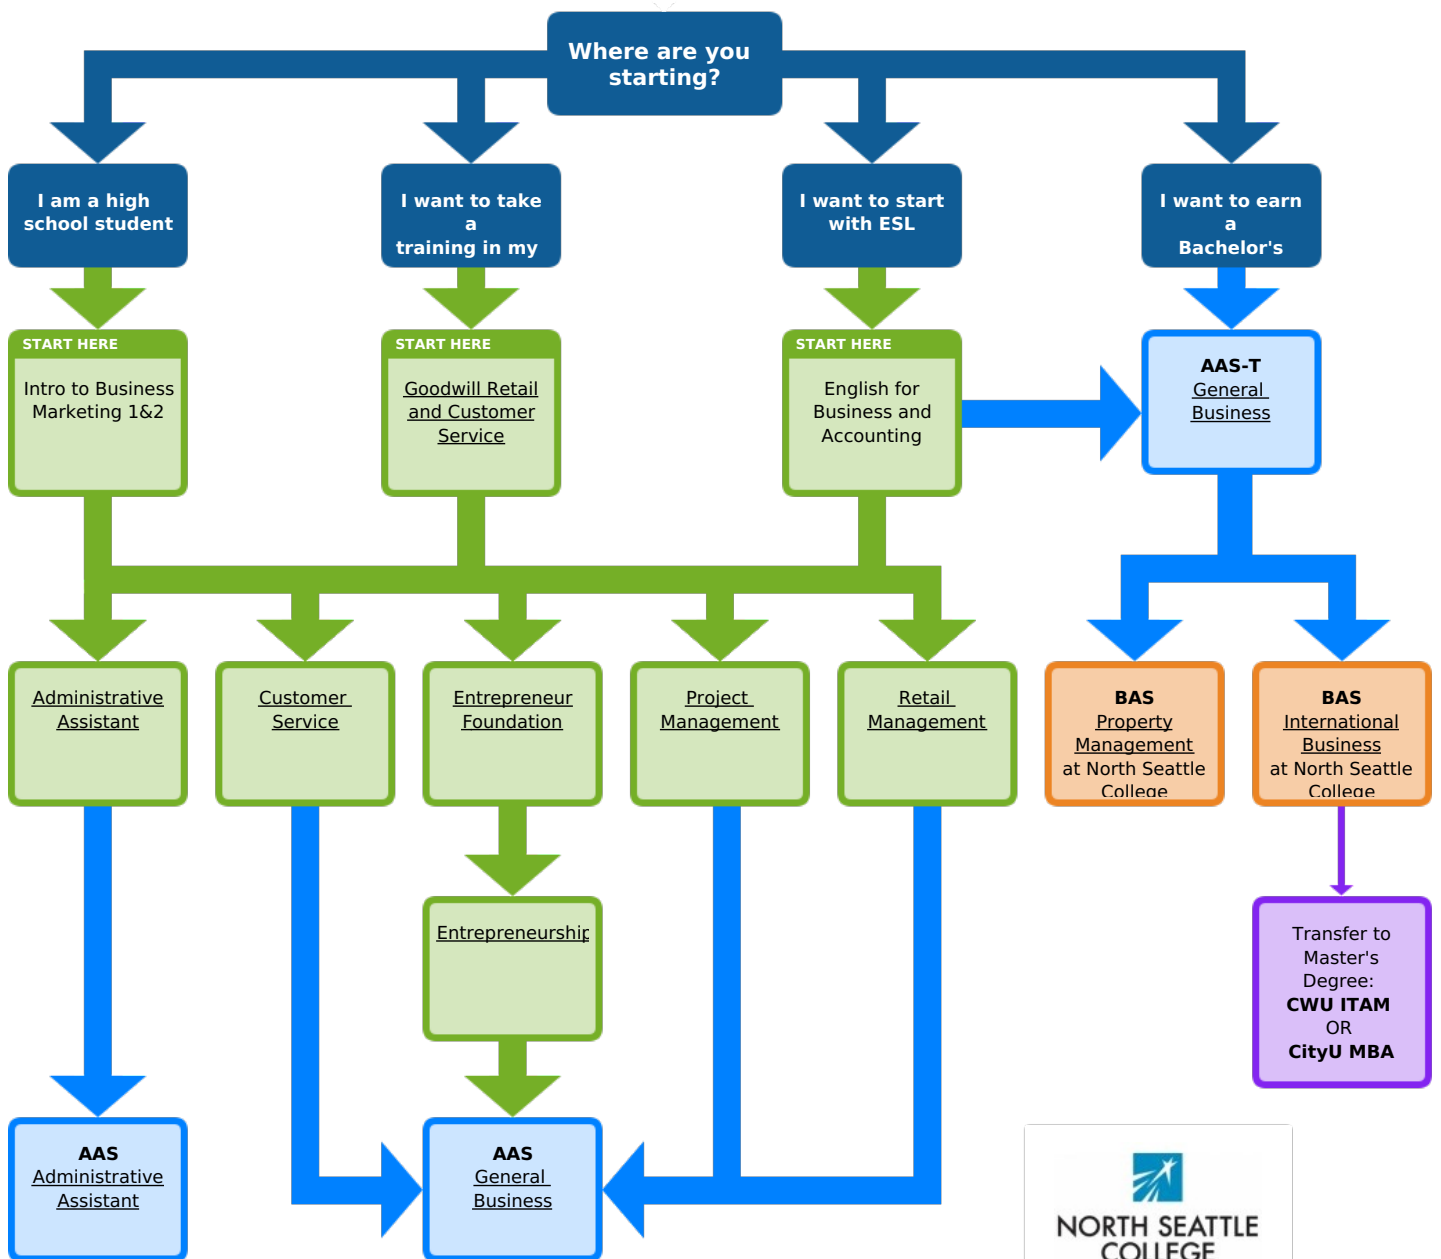 Where are you
starting?
I am a high
school student
I want to take
a
training in my
I want to start
with ESL
I want to earn
a
Bachelor's
START HERE
Intro to Business
Marketing 1&2
START HERE
Goodwill Retail
and Customer
Service
START HERE
English for
Business and
Accounting
AAS-T
General
Business
Administrative
Assistant
Customer
Service
Entrepreneur
Foundation
Project
Management
Retail
Management
BAS
Property
Management
at North Seattle
College
BAS
International
Business
at North Seattle
College
Entrepreneurship
Transfer to
Master's
Degree:
CWU ITAM
OR
CityU MBA
AAS
Administrative
Assistant
AAS
General
Business
NORTH SEATTLE
COLLEGE